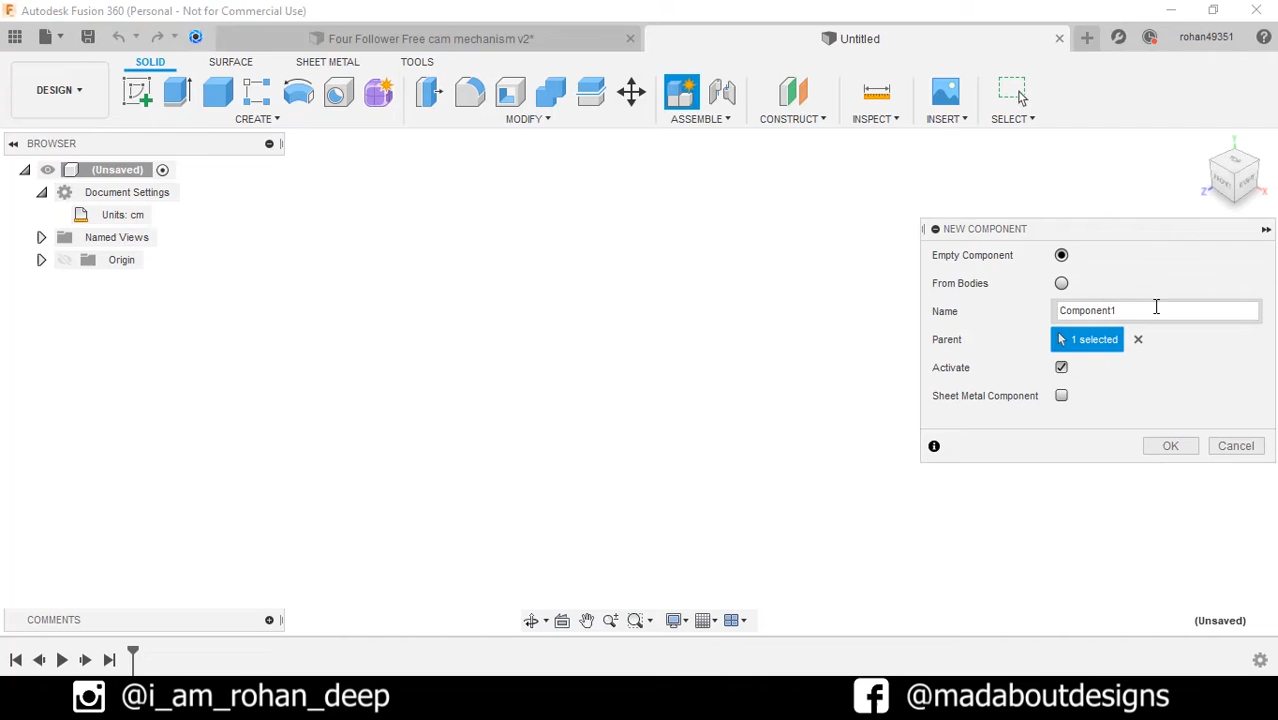 Autodesk Fusion 360 (Personal - Not for Commercial Use)
Four Follower Free cam mechanism v2*
Untitled
rohan49351
DESIGN
SOLID
SURFACE
SHEET METAL
TOOLS
CREATE
MODIFY
ASSEMBLE
CONSTRUCT
INSPECT
INSERT
SELECT
BROWSER
(Unsaved)
Document Settings
Units: cm
Named Views
Origin
Y
TOP
FRONT
RIGHT
Z
X
NEW COMPONENT
Empty Component
From Bodies
Name Component1
Parent 1 selected
Activate
Sheet Metal Component
OK Cancel
COMMENTS
(Unsaved)
@i_am_rohan_deep
@madaboutdesigns